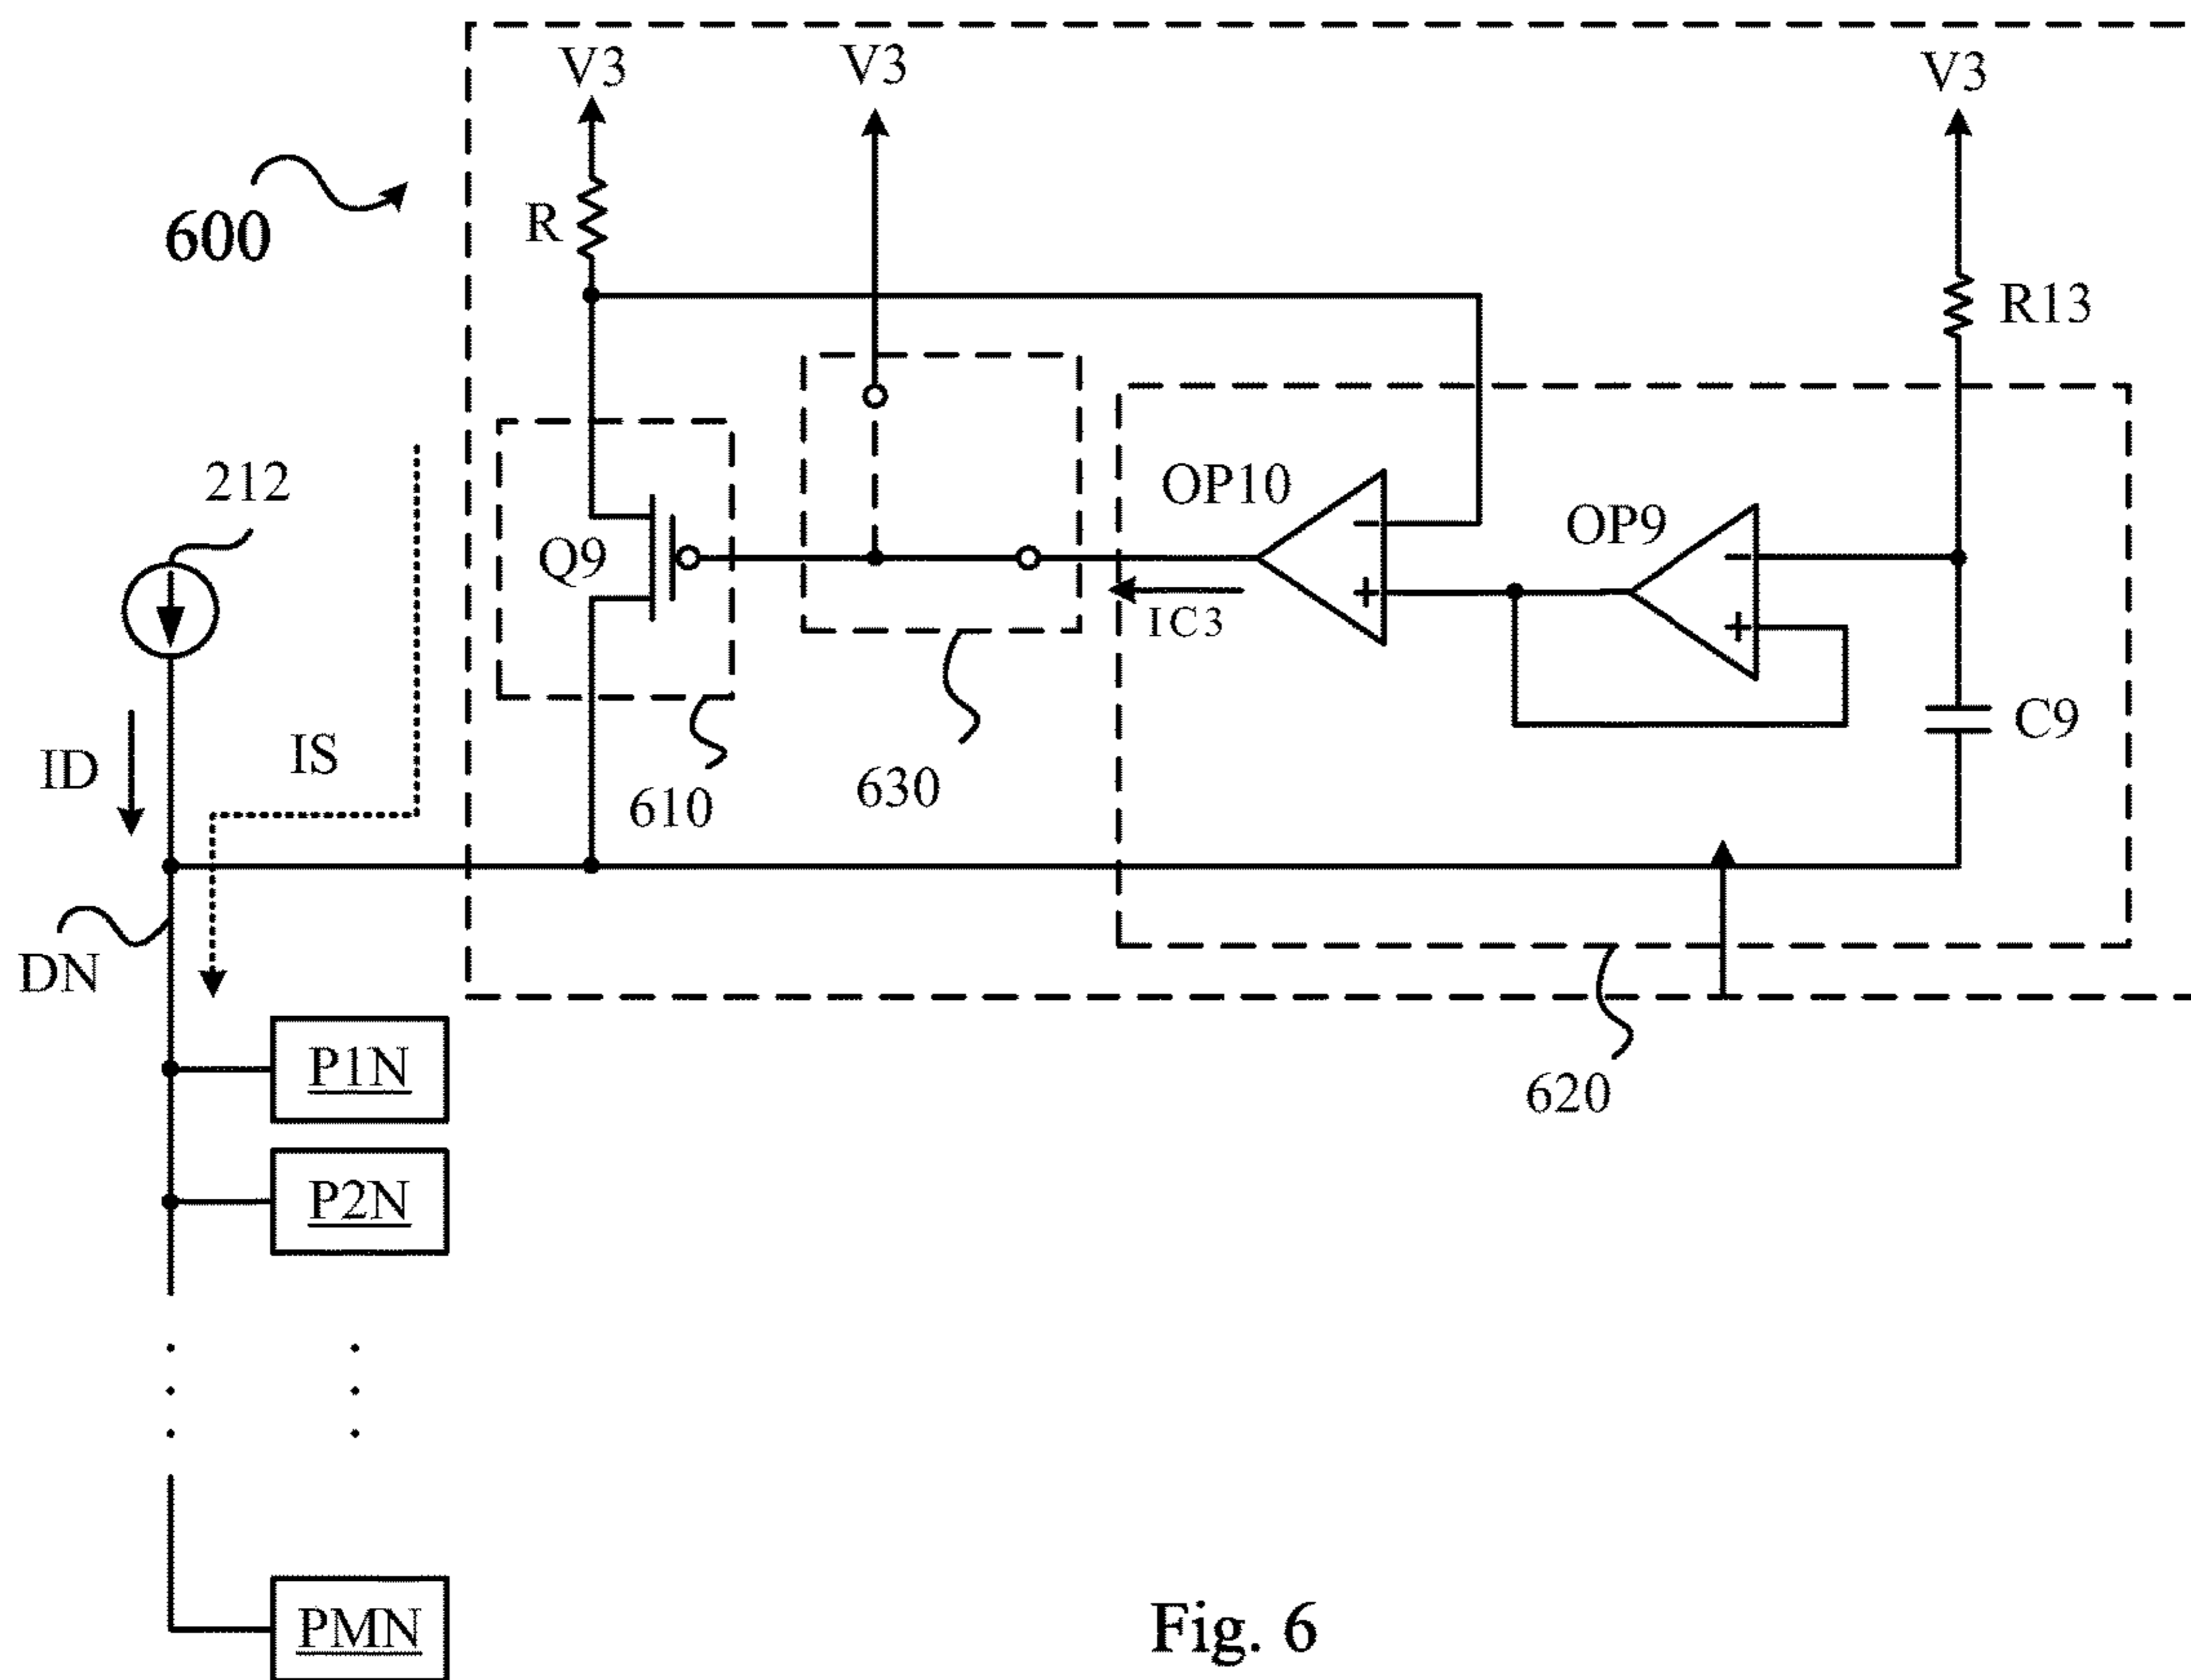 V3
V3
V3
600
R
R13
212
OP10
OP9
Q9
−
−
+
+
IC3
C9
ID
IS
610
630
DN
620
P1N
P2N
PMN
Fig. 6